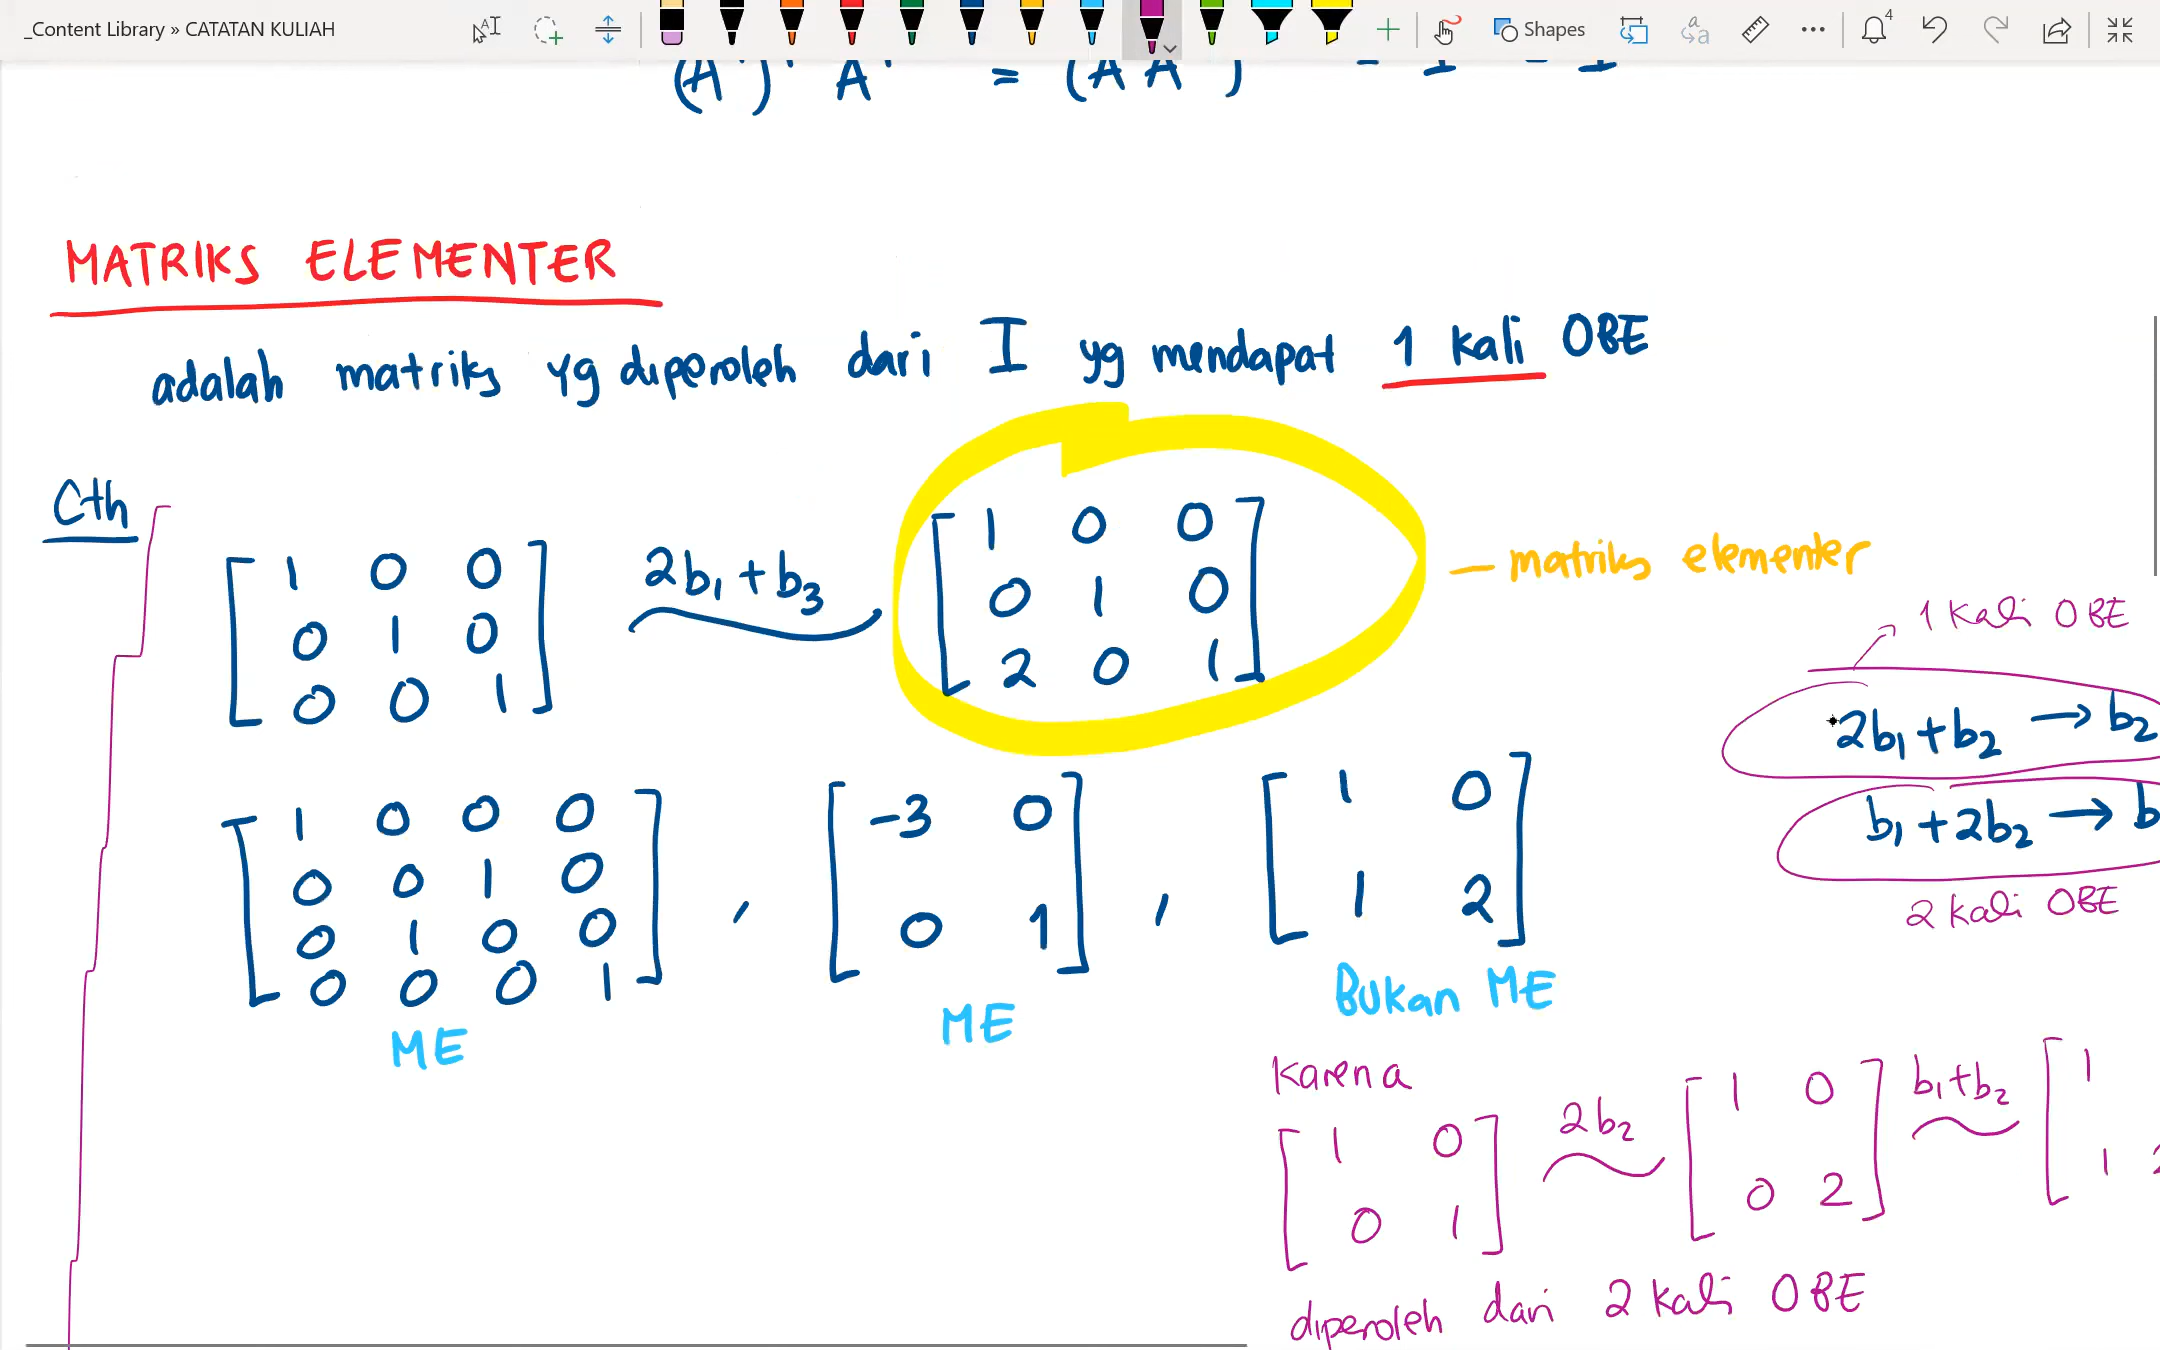 _Content Library » CATATAN KULIAH
Shapes
4
= I = I
MATRIKS ELEMENTER
adalah matriks yg diperoleh dari I yg mendapat 1 kali OBE
Cth
1 0 0
0 1 0
0 0 1
2b₁ + b₃
1 0 0
0 1 0
2 0 1
— matriks elementer
1 kali OBE
2b₁ + b₂ → b₂
b₁ + 2b₂ → b
2 kali OBE
1 0 0 0
0 0 1 0
0 1 0 0
0 0 0 1
ME
,
-3 0
0 1
ME
,
1 0
1 2
Bukan ME
Karena
1 0
0 1
2b₂
1 0
0 2
b₁+b₂
1
1
diperoleh dari 2 kali OBE